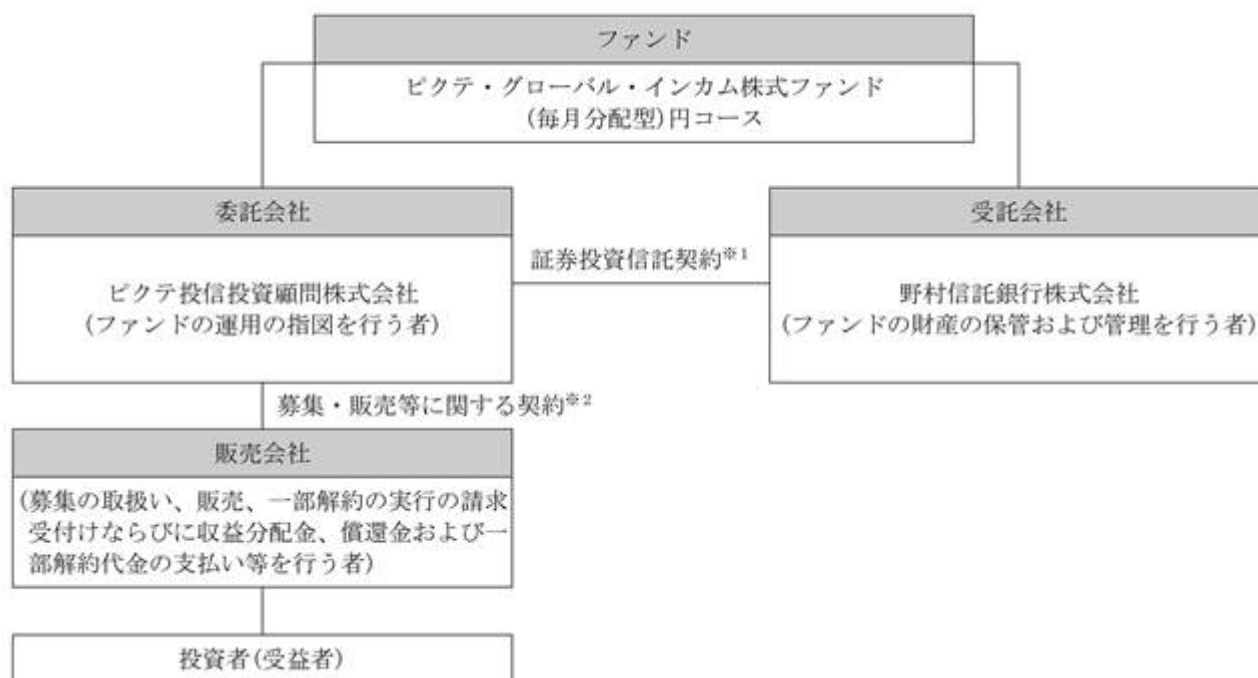 ファンド
ピクテ・グローバル・インカム株式ファンド
(毎月分配型)円コース
委託会社
ピクテ投信投資顧問株式会社
(ファンドの運用の指図を行う者)
証券投資信託契約※1
受託会社
野村信託銀行株式会社
(ファンドの財産の保管および管理を行う者)
募集・販売等に関する契約※2
販売会社
(募集の取扱い、販売、一部解約の実行の請求
受付けならびに収益分配金、償還金および一
部解約代金の支払い等を行う者)
投資者(受益者)